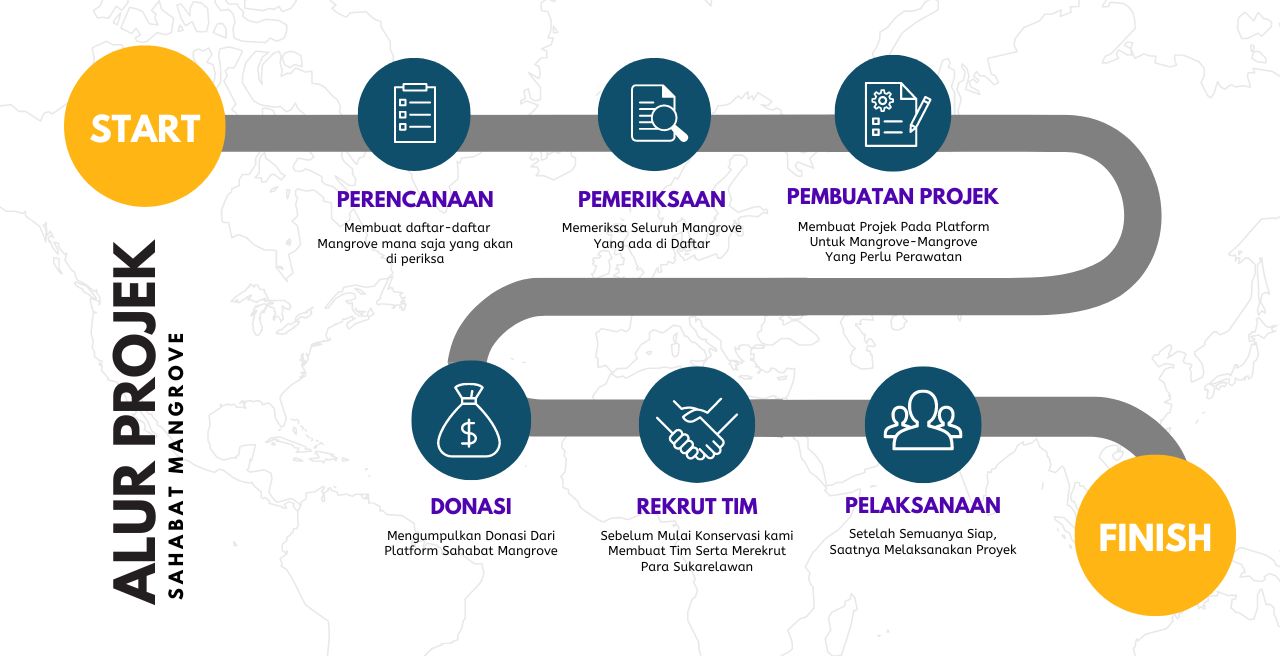 START
ALUR PROJEK
SAHABAT MANGROVE
PERENCANAAN
Membuat daftar-daftar
Mangrove mana saja yang akan
di periksa
PEMERIKSAAN
Memeriksa Seluruh Mangrove
Yang ada di Daftar
PEMBUATAN PROJEK
Membuat Projek Pada Platform
Untuk Mangrove-Mangrove
Yang Perlu Perawatan
$
DONASI
Mengumpulkan Donasi Dari
Platform Sahabat Mangrove
REKRUT TIM
Sebelum Mulai Konservasi kami
Membuat Tim Serta Merekrut
Para Sukarelawan
PELAKSANAAN
Setelah Semuanya Siap,
Saatnya Melaksanakan Proyek
FINISH